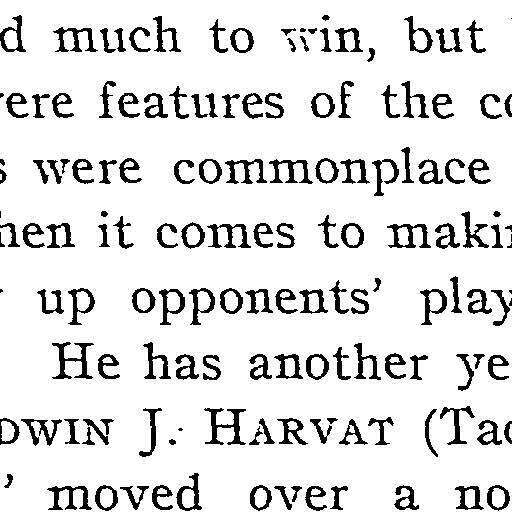 d much to win, but
ere features of the co
s were commonplace
hen it comes to makin
up opponents' play
He has another ye
DWIN J. HARVAT (Tac
' moved over a no